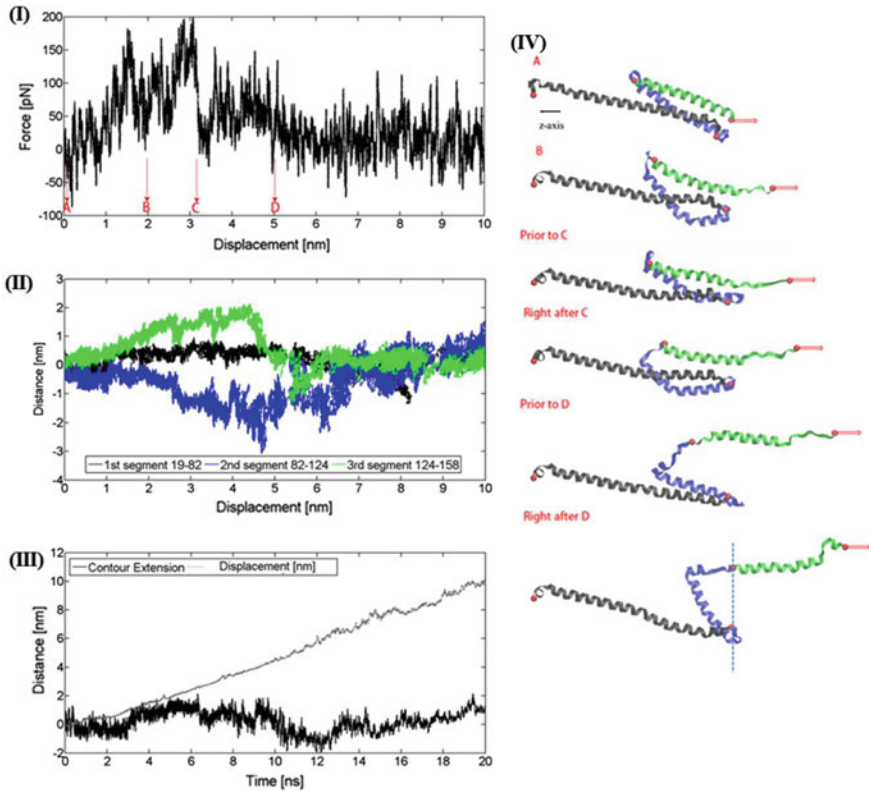 (I)
200
150
100
50
0
-50
-100
Force [pN]
A
B
C
D
0 1 2 3 4 5 6 7 8 9 10
Displacement [nm]
(II)
3
2
1
0
-1
-2
-3
-4
Distance [nm]
1st segment 19-82 2nd segment 82-124 3rd segment 124-158
0 1 2 3 4 5 6 7 8 9 10
Displacement [nm]
(III)
12
10
8
6
4
2
0
-2
Distance [nm]
Contour Extension Displacement [nm]
0 2 4 6 8 10 12 14 16 18 20
Time [ns]
(IV)
A
z-axis
B
Prior to C
Right after C
Prior to D
Right after D